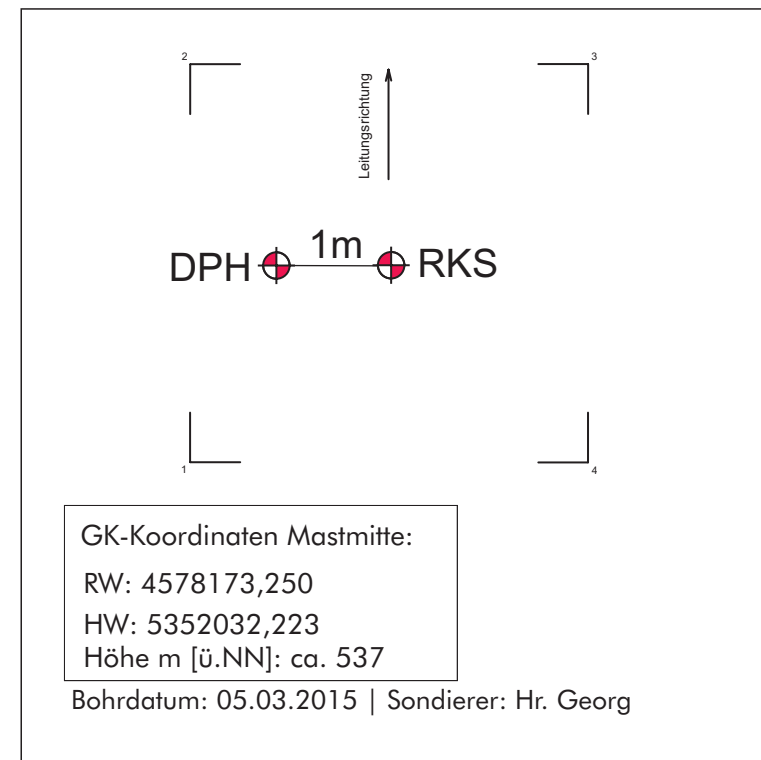 2
3
Leitungsrichtung
DPH 1m RKS
1
4
GK-Koordinaten Mastmitte:
RW: 4578173,250
HW: 5352032,223
Höhe m [ü.NN]: ca. 537
Bohrdatum: 05.03.2015 | Sondierer: Hr. Georg